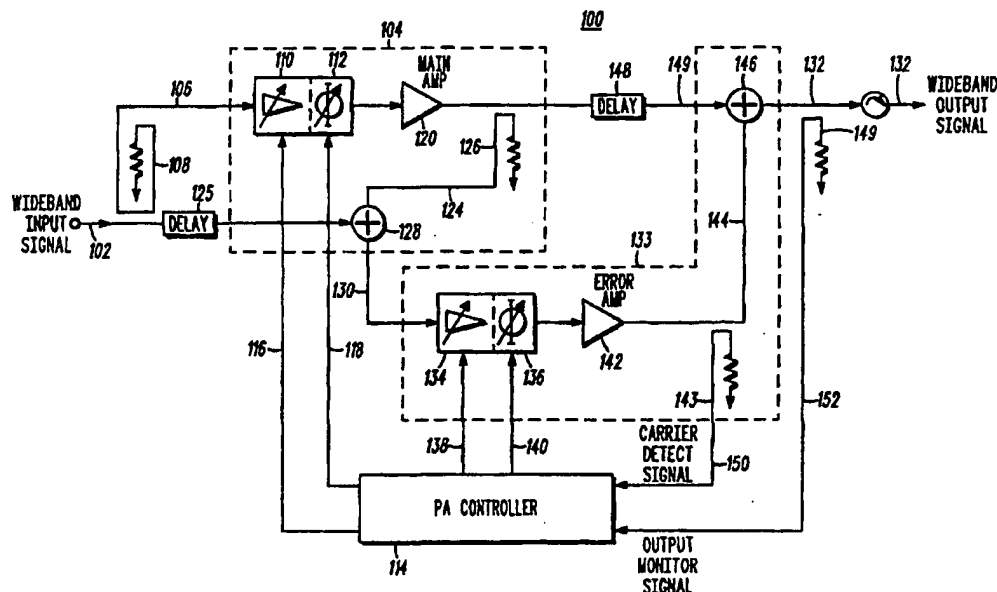 100
104
110
112
MAIN
AMP
120
106
108
126
124
148
DELAY
149
146
132
132
WIDEBAND
OUTPUT
SIGNAL
149
WIDEBAND
INPUT
SIGNAL
102
125
DELAY
128
130
144
133
ERROR
AMP
134
136
142
143
116
118
138
140
CARRIER
DETECT
SIGNAL
150
152
PA CONTROLLER
114
OUTPUT
MONITOR
SIGNAL